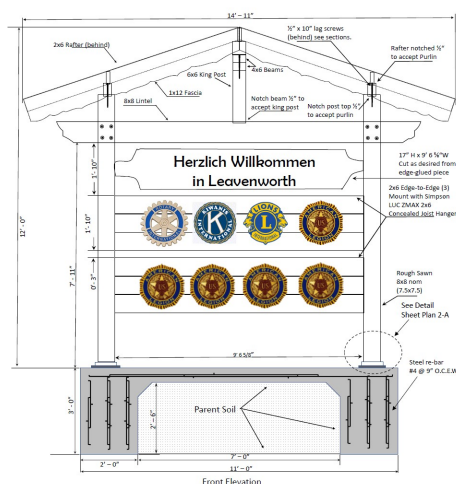 14' – 11"
2x6 Rafter (behind)
½" x 10" lag screws
(behind) see sections.
Rafter notched ½"
to accept Purlin
6x6 King Post
4x6 Beams
1x12 Fascia
8x8 Lintel
Notch beam ½" to
accept king post
Notch post top ½"
to accept purlin
Herzlich Willkommen
in Leavenworth
17" H x 9' 6 ⅝"W
Cut as desired from
edge-glued piece
2x6 Edge-to-Edge (3)
Mount with Simpson
LUC ZMAX 2x6
Concealed Joist Hanger
1'- 10"
1'- 10"
0'- 3"
12' – 0"
7' – 11"
ROTARY
INTERNATIONAL
KIWANIS
K
INTERNATIONAL
LIONS
L
INTERNATIONAL
Rough Sawn
8x8 nom
(7.5x7.5)
See Detail
Sheet Plan 2-A
9' 6 5/8"
Steel re-bar
#4 @ 9" O.C.E.W
3' – 0"
2' – 6"
Parent Soil
2' – 0"
7' – 0"
11' – 0"
Front Elevation